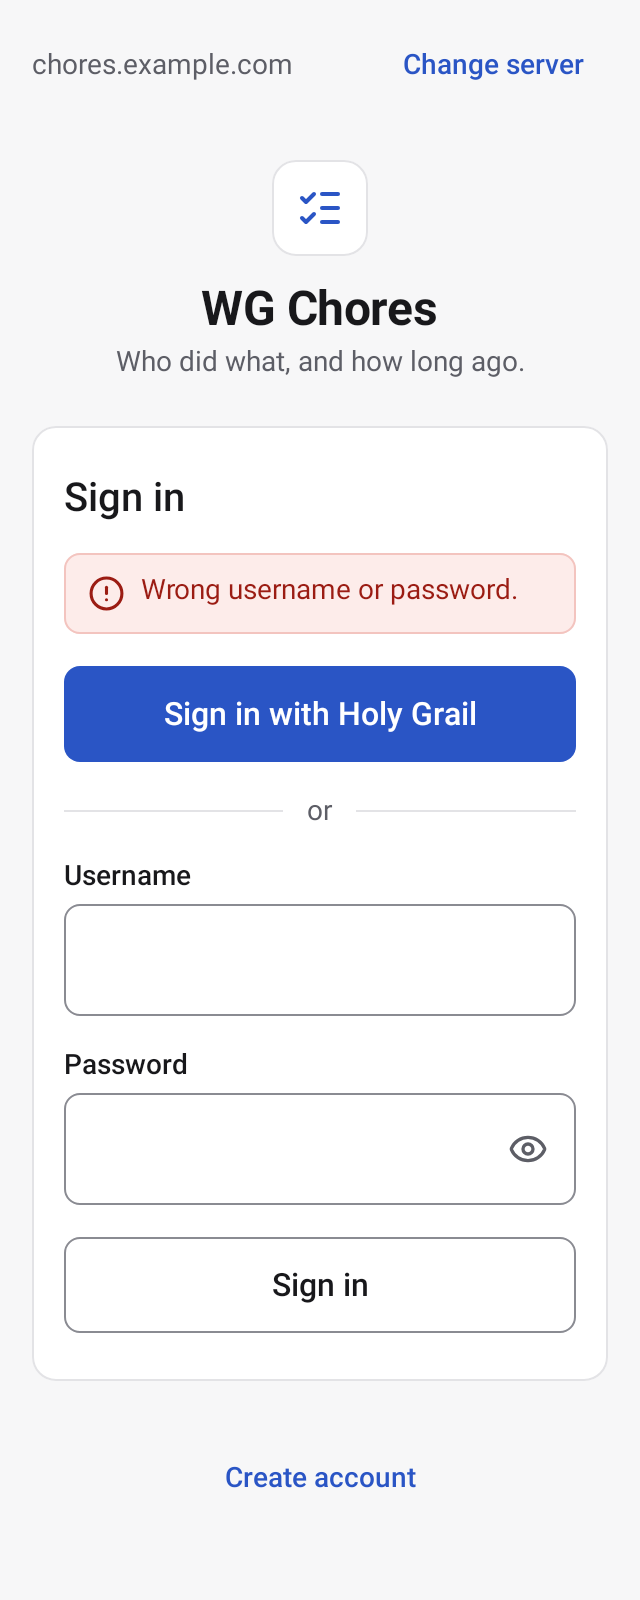 chores.example.com
Change server
WG Chores
Who did what, and how long ago.
Sign in
Wrong username or password.
Sign in with Holy Grail
or
Username
Password
Sign in
Create account